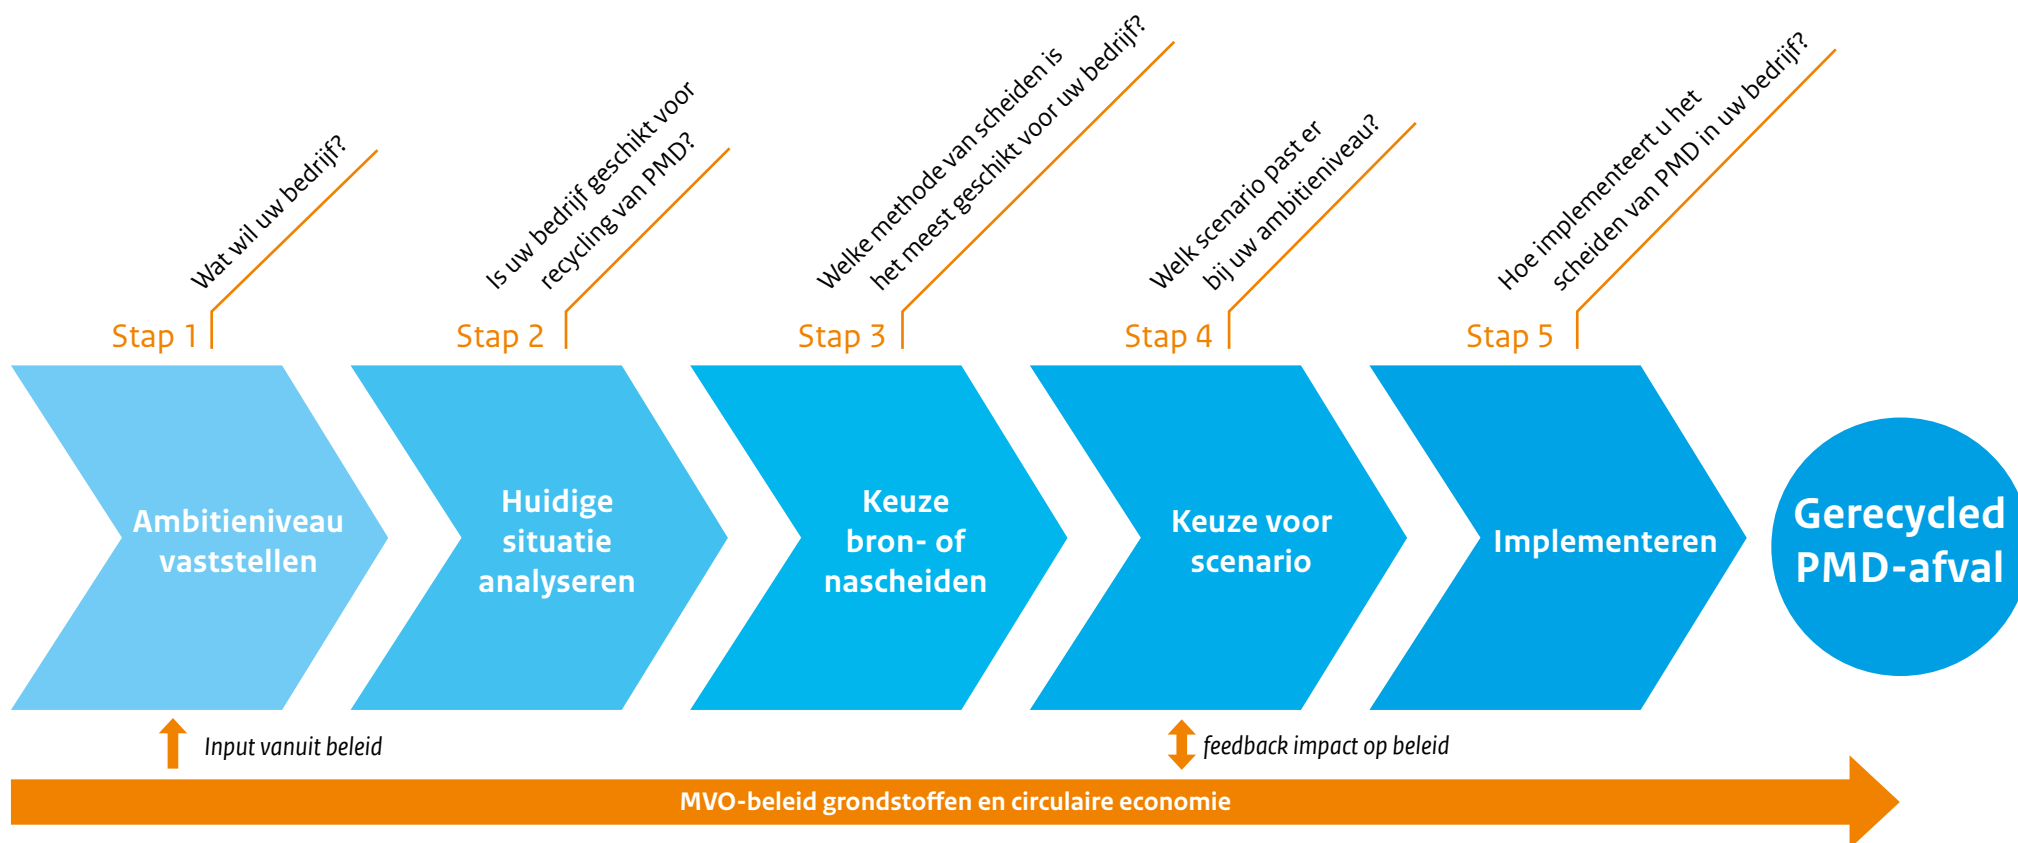 Wat wil uw bedrijf?
Stap 1
Is uw bedrijf geschikt voor
recycling van PMD?
Stap 2
Welke methode van scheiden is
het meest geschikt voor uw bedrijf?
Stap 3
Welk scenario past er
bij uw ambitieniveau?
Stap 4
Hoe implementeert u het
scheiden van PMD in uw bedrijf?
Stap 5
Ambitieniveau
vaststellen
Huidige
situatie
analyseren
Keuze
bron- of
nascheiden
Keuze voor
scenario
Implementeren
Gerecycled
PMD-afval
Input vanuit beleid
feedback impact op beleid
MVO-beleid grondstoffen en circulaire economie